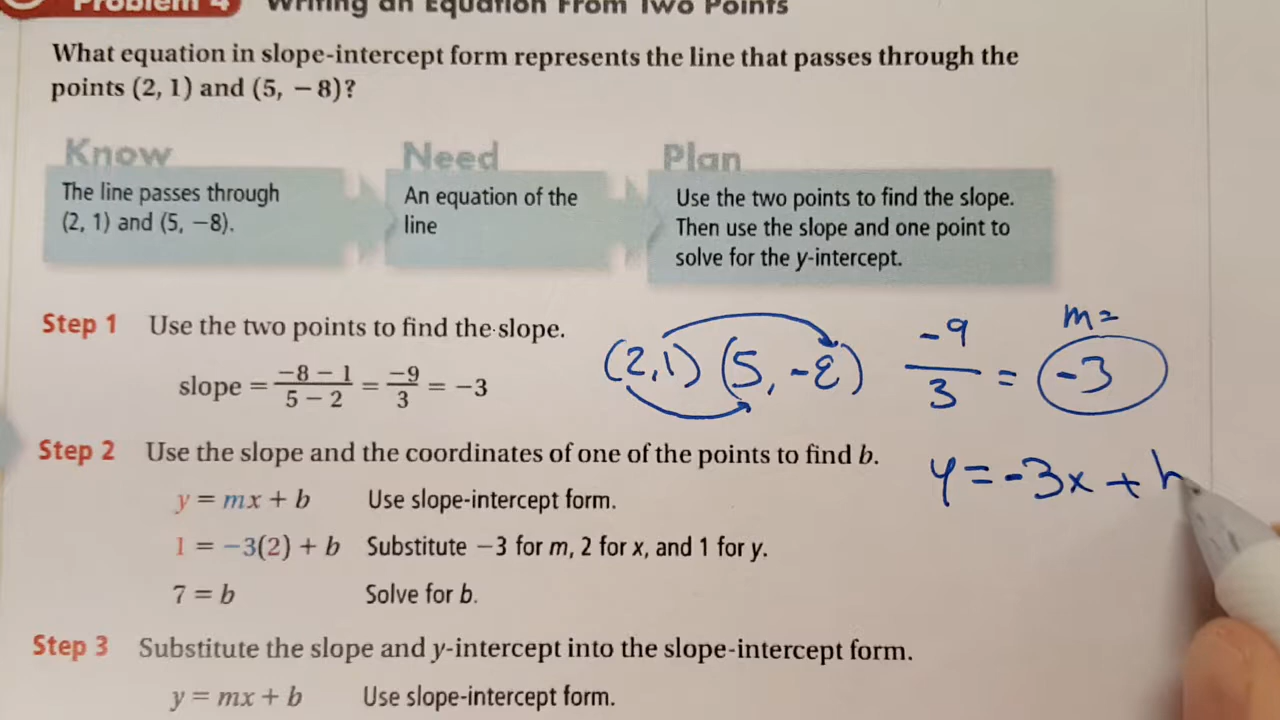 Problem 4 Writing an Equation From Two Points
What equation in slope-intercept form represents the line that passes through the
points (2, 1) and (5, −8)?
Know Need Plan
The line passes through
(2, 1) and (5, −8).
An equation of the
line
Use the two points to find the slope.
Then use the slope and one point to
solve for the y-intercept.
Step 1 Use the two points to find the slope.
slope = −8 − 1 / 5 − 2 = −9 / 3 = −3
(2,1) (5, -8) -9 / 3 = -3
m=
Step 2 Use the slope and the coordinates of one of the points to find b.
y = mx + b Use slope-intercept form.
y = -3x +
1 = −3(2) + b Substitute −3 for m, 2 for x, and 1 for y.
7 = b Solve for b.
Step 3 Substitute the slope and y-intercept into the slope-intercept form.
y = mx + b Use slope-intercept form.